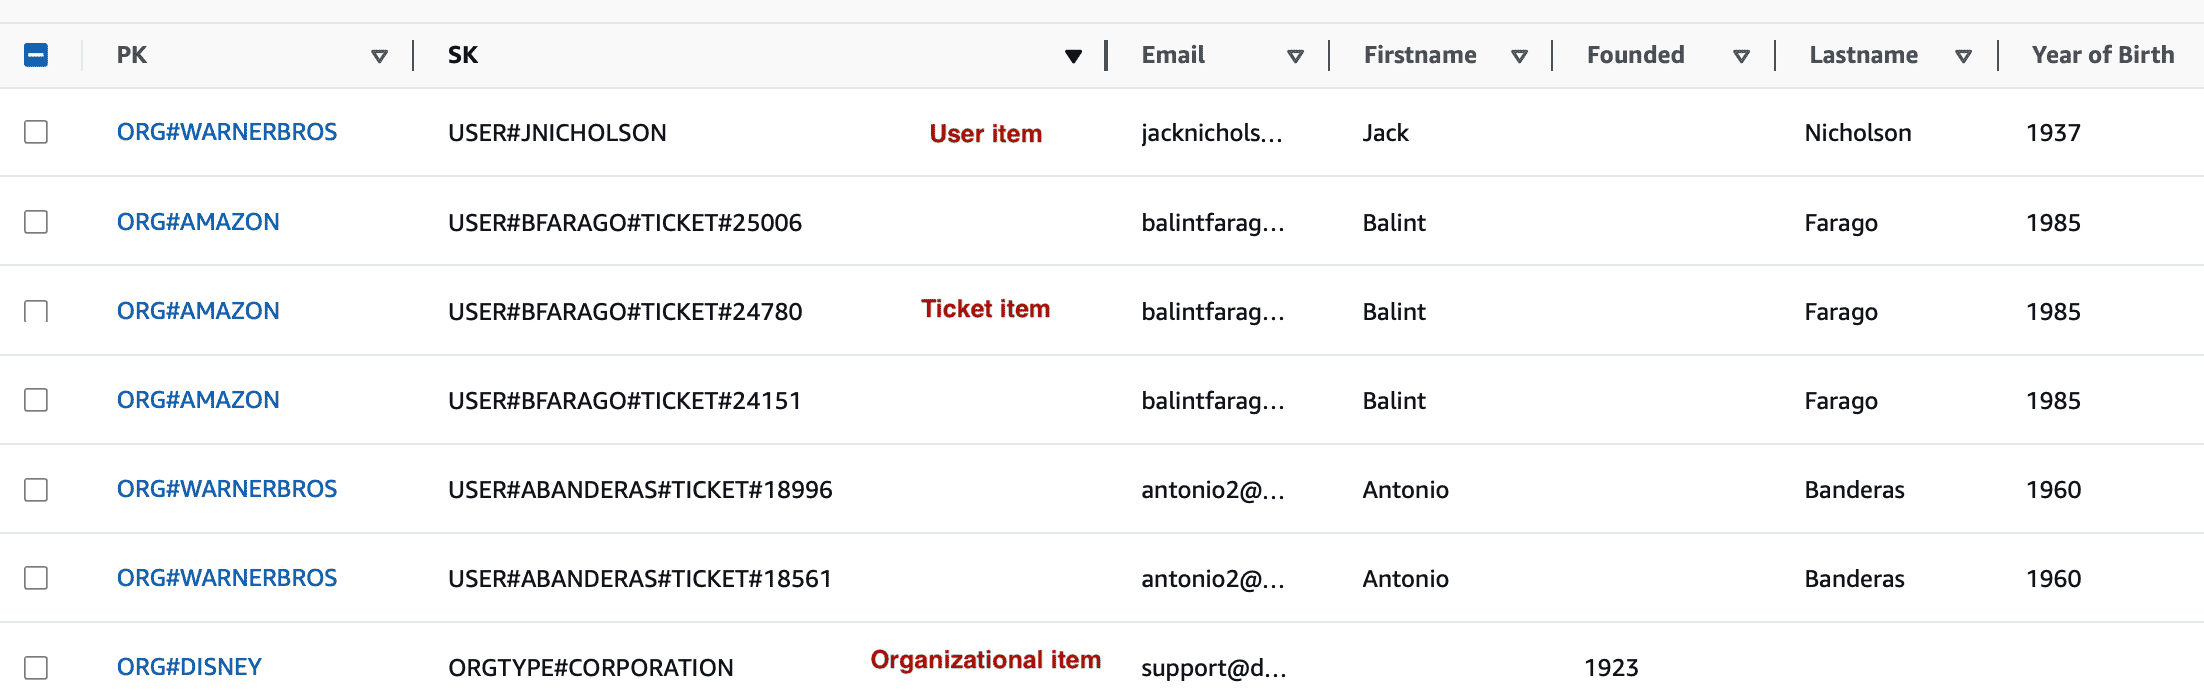 PK SK Email Firstname Founded Lastname Year of Birth
ORG#WARNERBROS USER#JNICHOLSON User item jacknichols... Jack Nicholson 1937
ORG#AMAZON USER#BFARAGO#TICKET#25006 balintfarag... Balint Farago 1985
ORG#AMAZON USER#BFARAGO#TICKET#24780 Ticket item balintfarag... Balint Farago 1985
ORG#AMAZON USER#BFARAGO#TICKET#24151 balintfarag... Balint Farago 1985
ORG#WARNERBROS USER#ABANDERAS#TICKET#18996 antonio2@... Antonio Banderas 1960
ORG#WARNERBROS USER#ABANDERAS#TICKET#18561 antonio2@... Antonio Banderas 1960
ORG#DISNEY ORGTYPE#CORPORATION Organizational item support@d... 1923